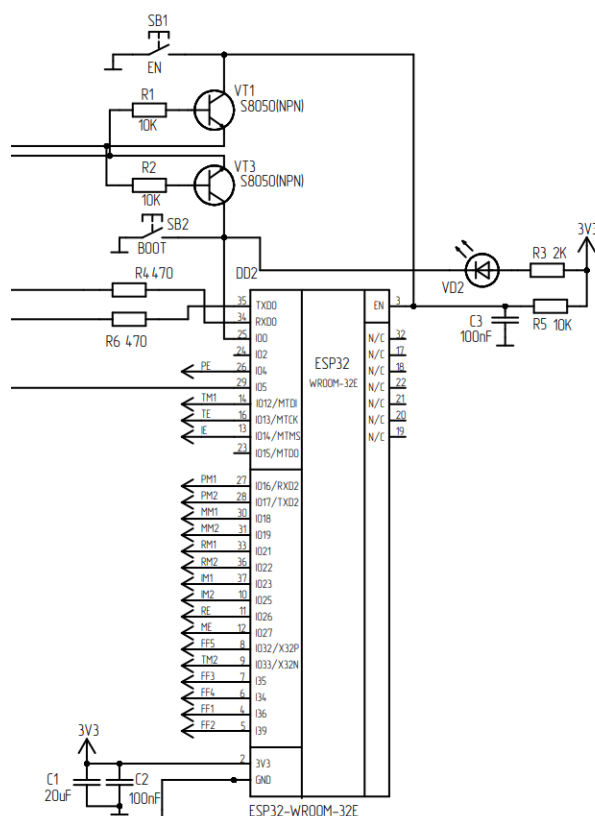 SB1
EN
R1
10K
VT1
S8050(NPN)
R2
10K
VT3
S8050(NPN)
SB2
BOOT
3V3
R4 470
DD2
VD2
R3 2K
R6 470
C3
100nF
R5 10K
35 TXD0
34 RXD0
25 IO0
24 IO2
PE 26 IO4
29 IO5
TM1 14 IO12/MTDI
TE 16 IO13/MTCK
IE 13 IO14/MTMS
23 IO15/MTDO
PM1 27 IO16/RXD2
PM2 28 IO17/TXD2
MM1 30 IO18
MM2 31 IO19
RM1 33 IO21
RM2 36 IO22
IM1 37 IO23
IM2 10 IO25
RE 11 IO26
ME 12 IO27
FF5 8 IO32/X32P
TM2 9 IO33/X32N
FF3 7 I35
FF4 6 I34
FF1 4 I36
FF2 5 I39
2 3V3
1 GND
ESP32
WROOM-32E
EN 3
N/C 32
N/C 17
N/C 18
N/C 22
N/C 21
N/C 20
N/C 19
3V3
C1
20uF
C2
100nF
ESP32-WROOM-32E